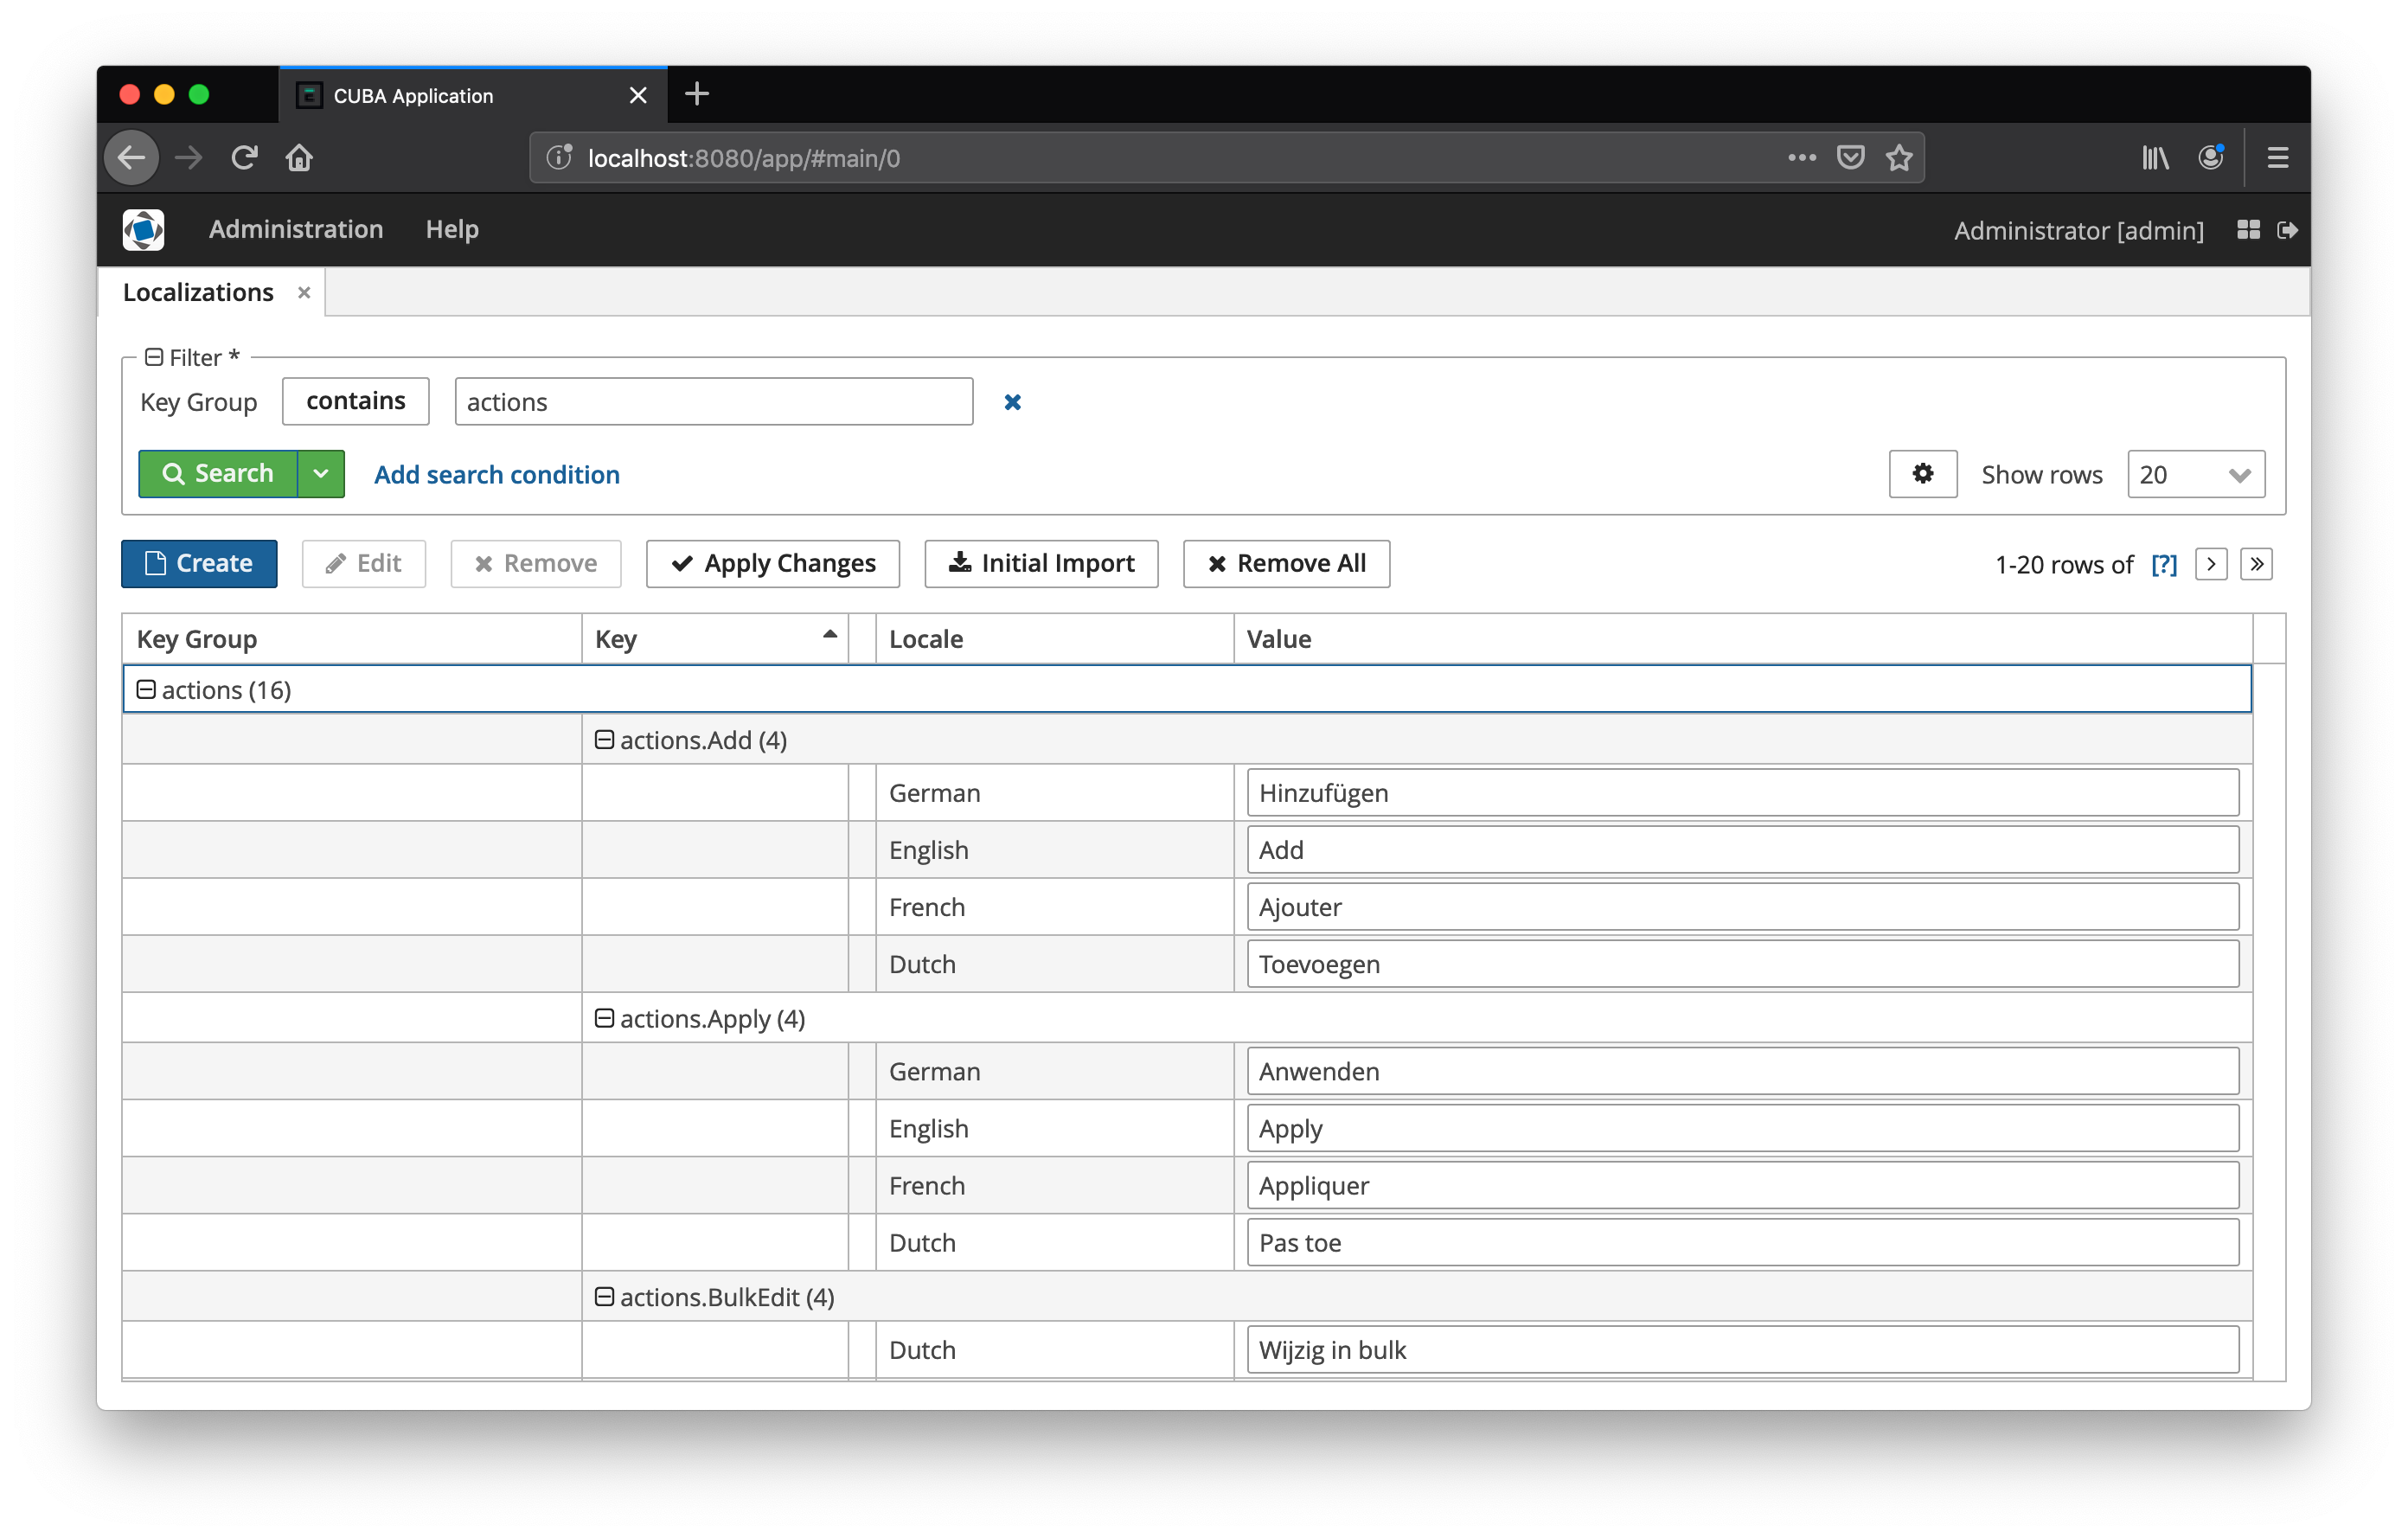 CUBA Application
localhost:8080/app/#main/0
Administration Help Administrator [admin]
Localizations
Filter *
Key Group contains actions
Search Add search condition Show rows 20
Create Edit Remove Apply Changes Initial Import Remove All 1-20 rows of [?]
Key Group Key Locale Value
actions (16)
actions.Add (4)
German Hinzufügen
English Add
French Ajouter
Dutch Toevoegen
actions.Apply (4)
German Anwenden
English Apply
French Appliquer
Dutch Pas toe
actions.BulkEdit (4)
Dutch Wijzig in bulk